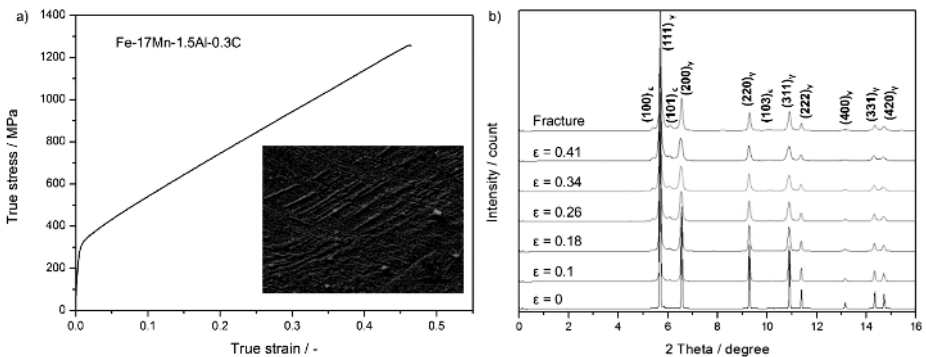 a)
Fe-17Mn-1.5Al-0.3C
True stress / MPa
1400
1200
1000
800
600
400
200
0
0.0 0.1 0.2 0.3 0.4 0.5
True strain / -
b)
Intensity / count
(100)ε
(111)γ
(101)ε
(200)γ
(220)γ
(103)ε
(311)γ
(222)γ
(400)γ
(331)γ
(420)γ
Fracture
ε = 0.41
ε = 0.34
ε = 0.26
ε = 0.18
ε = 0.1
ε = 0
0 2 4 6 8 10 12 14 16
2 Theta / degree